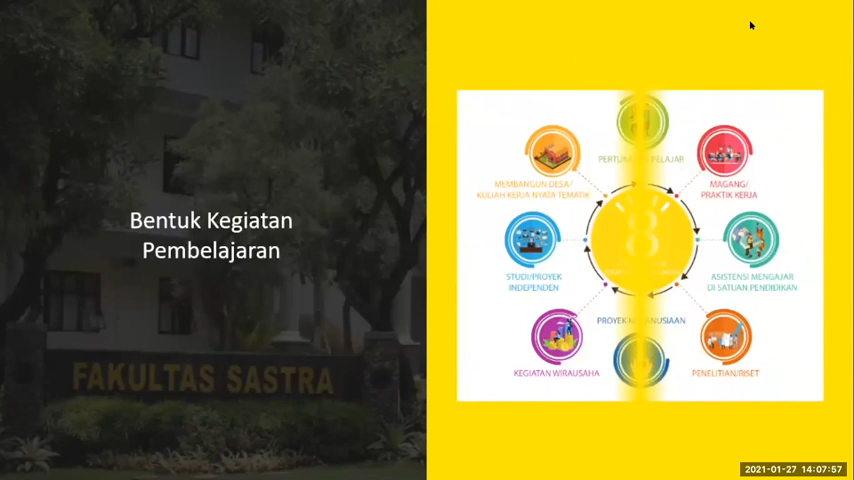 Bentuk Kegiatan
Pembelajaran
FAKULTAS SASTRA
PELAJAR
MAGANG/
PRAKTIK KERJA
ASISTENSI MENGAJAR
DI SATUAN PENDIDIKAN
PENELITIAN/RISET
PROYEK
KEGIATAN WIRAUSAHA
STUDI/PROYEK
INDEPENDEN
MEMBANGUN DESA/
KULIAH KERJA NYATA TEMATIK
8
2021-01-27 14:07:57